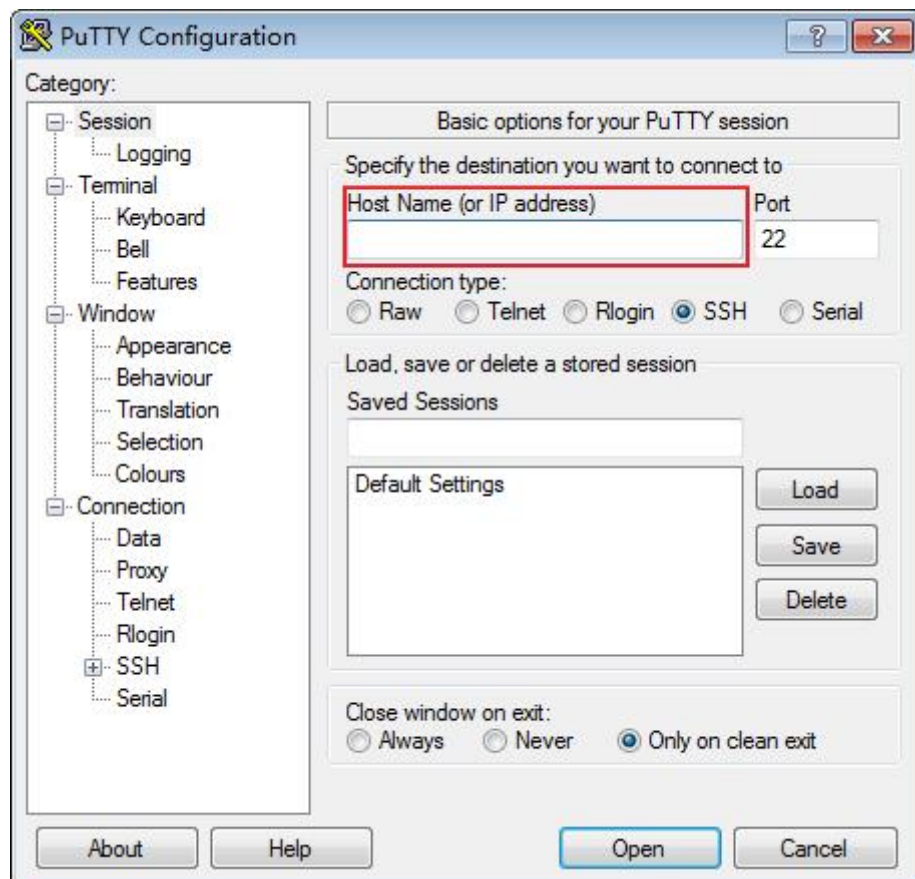 PuTTY Configuration
Category:
Session
Logging
Terminal
Keyboard
Bell
Features
Window
Appearance
Behaviour
Translation
Selection
Colours
Connection
Data
Proxy
Telnet
Rlogin
SSH
Serial
Basic options for your PuTTY session
Specify the destination you want to connect to
Host Name (or IP address) Port
22
Connection type:
Raw Telnet Rlogin SSH Serial
Load, save or delete a stored session
Saved Sessions
Default Settings
Load
Save
Delete
Close window on exit:
Always Never Only on clean exit
About Help Open Cancel